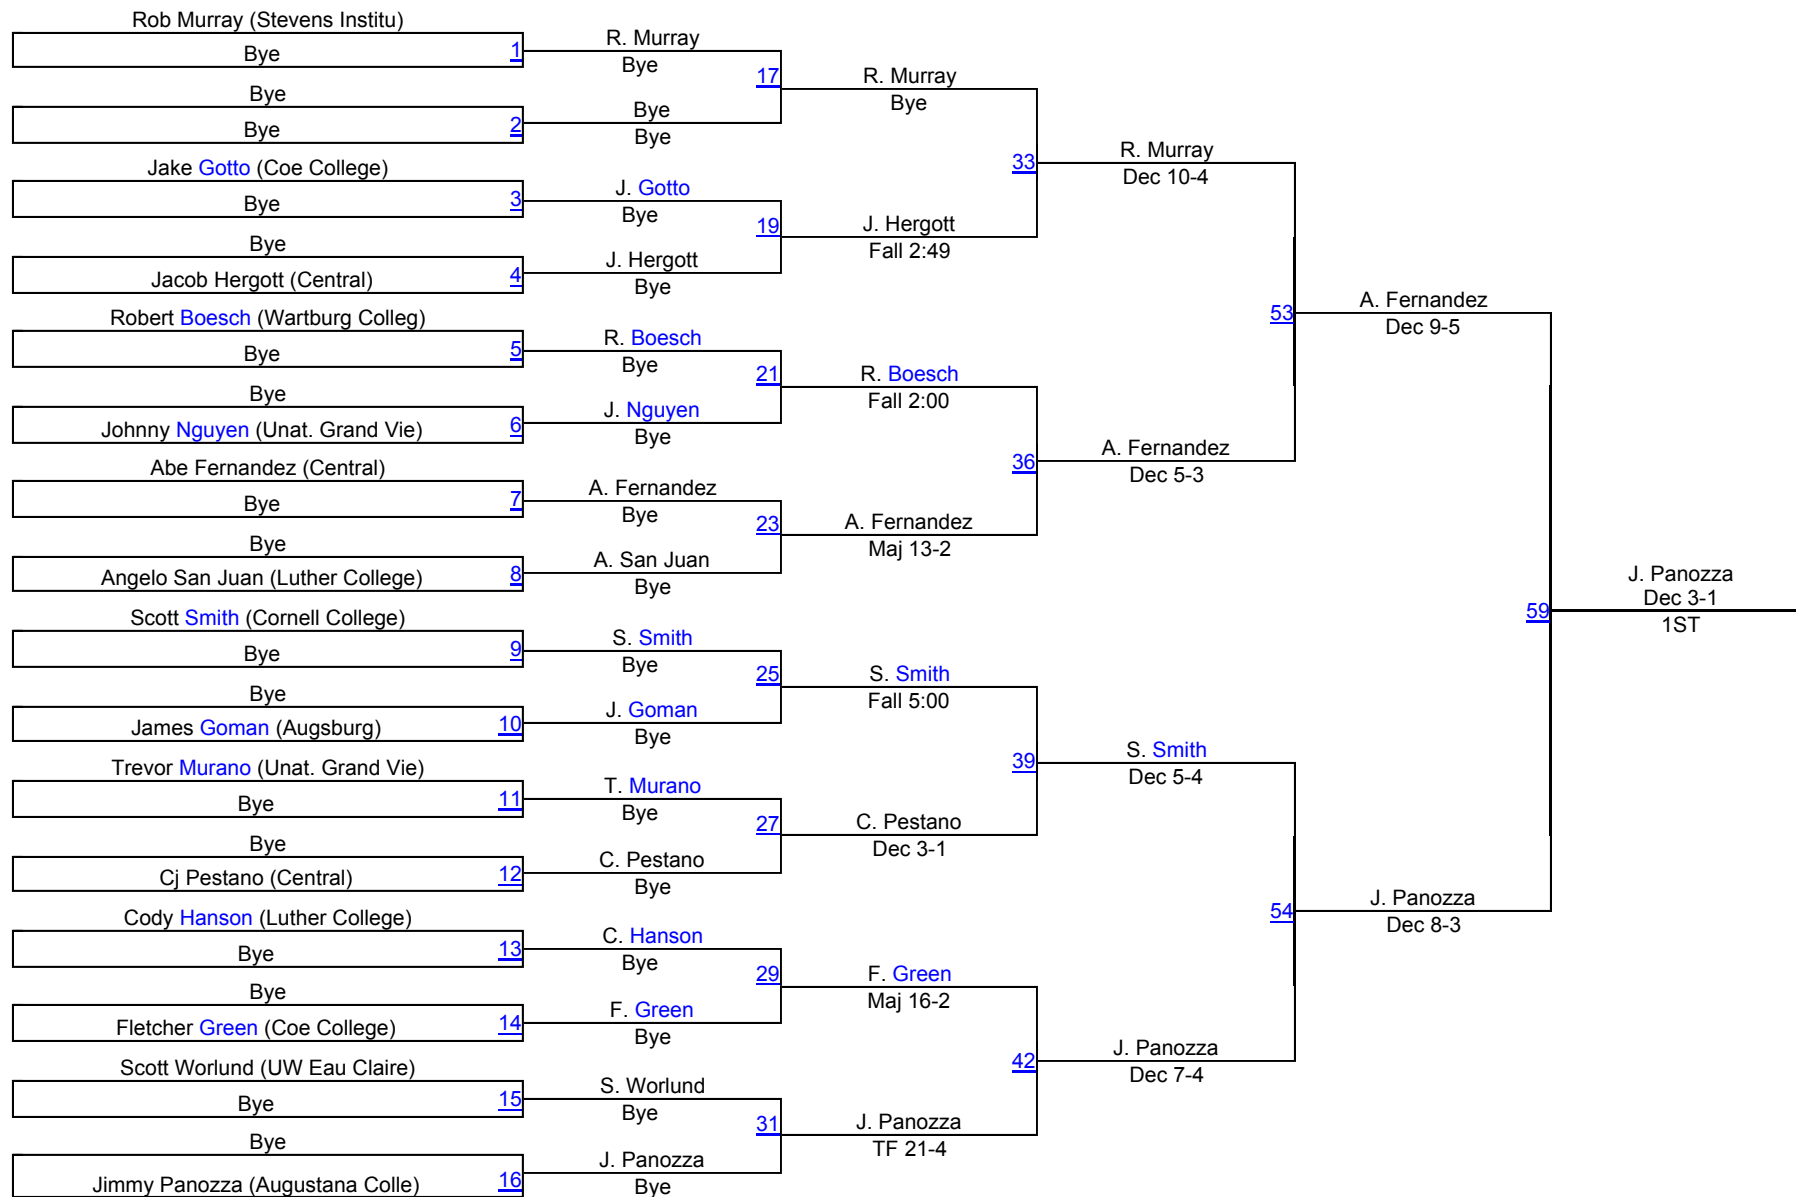 Rob Murray (Stevens Institu)
Bye
1
Bye
Bye
2
Jake Gotto (Coe College)
Bye
3
Bye
Jacob Hergott (Central)
4
Robert Boesch (Wartburg Colleg)
Bye
5
Bye
Johnny Nguyen (Unat. Grand Vie)
6
Abe Fernandez (Central)
Bye
7
Bye
Angelo San Juan (Luther College)
8
Scott Smith (Cornell College)
Bye
9
Bye
James Goman (Augsburg)
10
Trevor Murano (Unat. Grand Vie)
Bye
11
Bye
Cj Pestano (Central)
12
Cody Hanson (Luther College)
Bye
13
Bye
Fletcher Green (Coe College)
14
Scott Worlund (UW Eau Claire)
Bye
15
Bye
Jimmy Panozza (Augustana Colle)
16
R. Murray
Bye
17
Bye
Bye
J. Gotto
Bye
19
J. Hergott
Bye
R. Boesch
Bye
21
J. Nguyen
Bye
A. Fernandez
Bye
23
A. San Juan
Bye
S. Smith
Bye
25
J. Goman
Bye
T. Murano
Bye
27
C. Pestano
Bye
C. Hanson
Bye
29
F. Green
Bye
S. Worlund
Bye
31
J. Panozza
Bye
R. Murray
Bye
33
J. Hergott
Fall 2:49
R. Boesch
Fall 2:00
36
A. Fernandez
Maj 13-2
S. Smith
Fall 5:00
39
C. Pestano
Dec 3-1
F. Green
Maj 16-2
42
J. Panozza
TF 21-4
R. Murray
Dec 10-4
53
A. Fernandez
Dec 5-3
S. Smith
Dec 5-4
54
J. Panozza
Dec 7-4
A. Fernandez
Dec 9-5
59
J. Panozza
Dec 8-3
J. Panozza
Dec 3-1
1ST